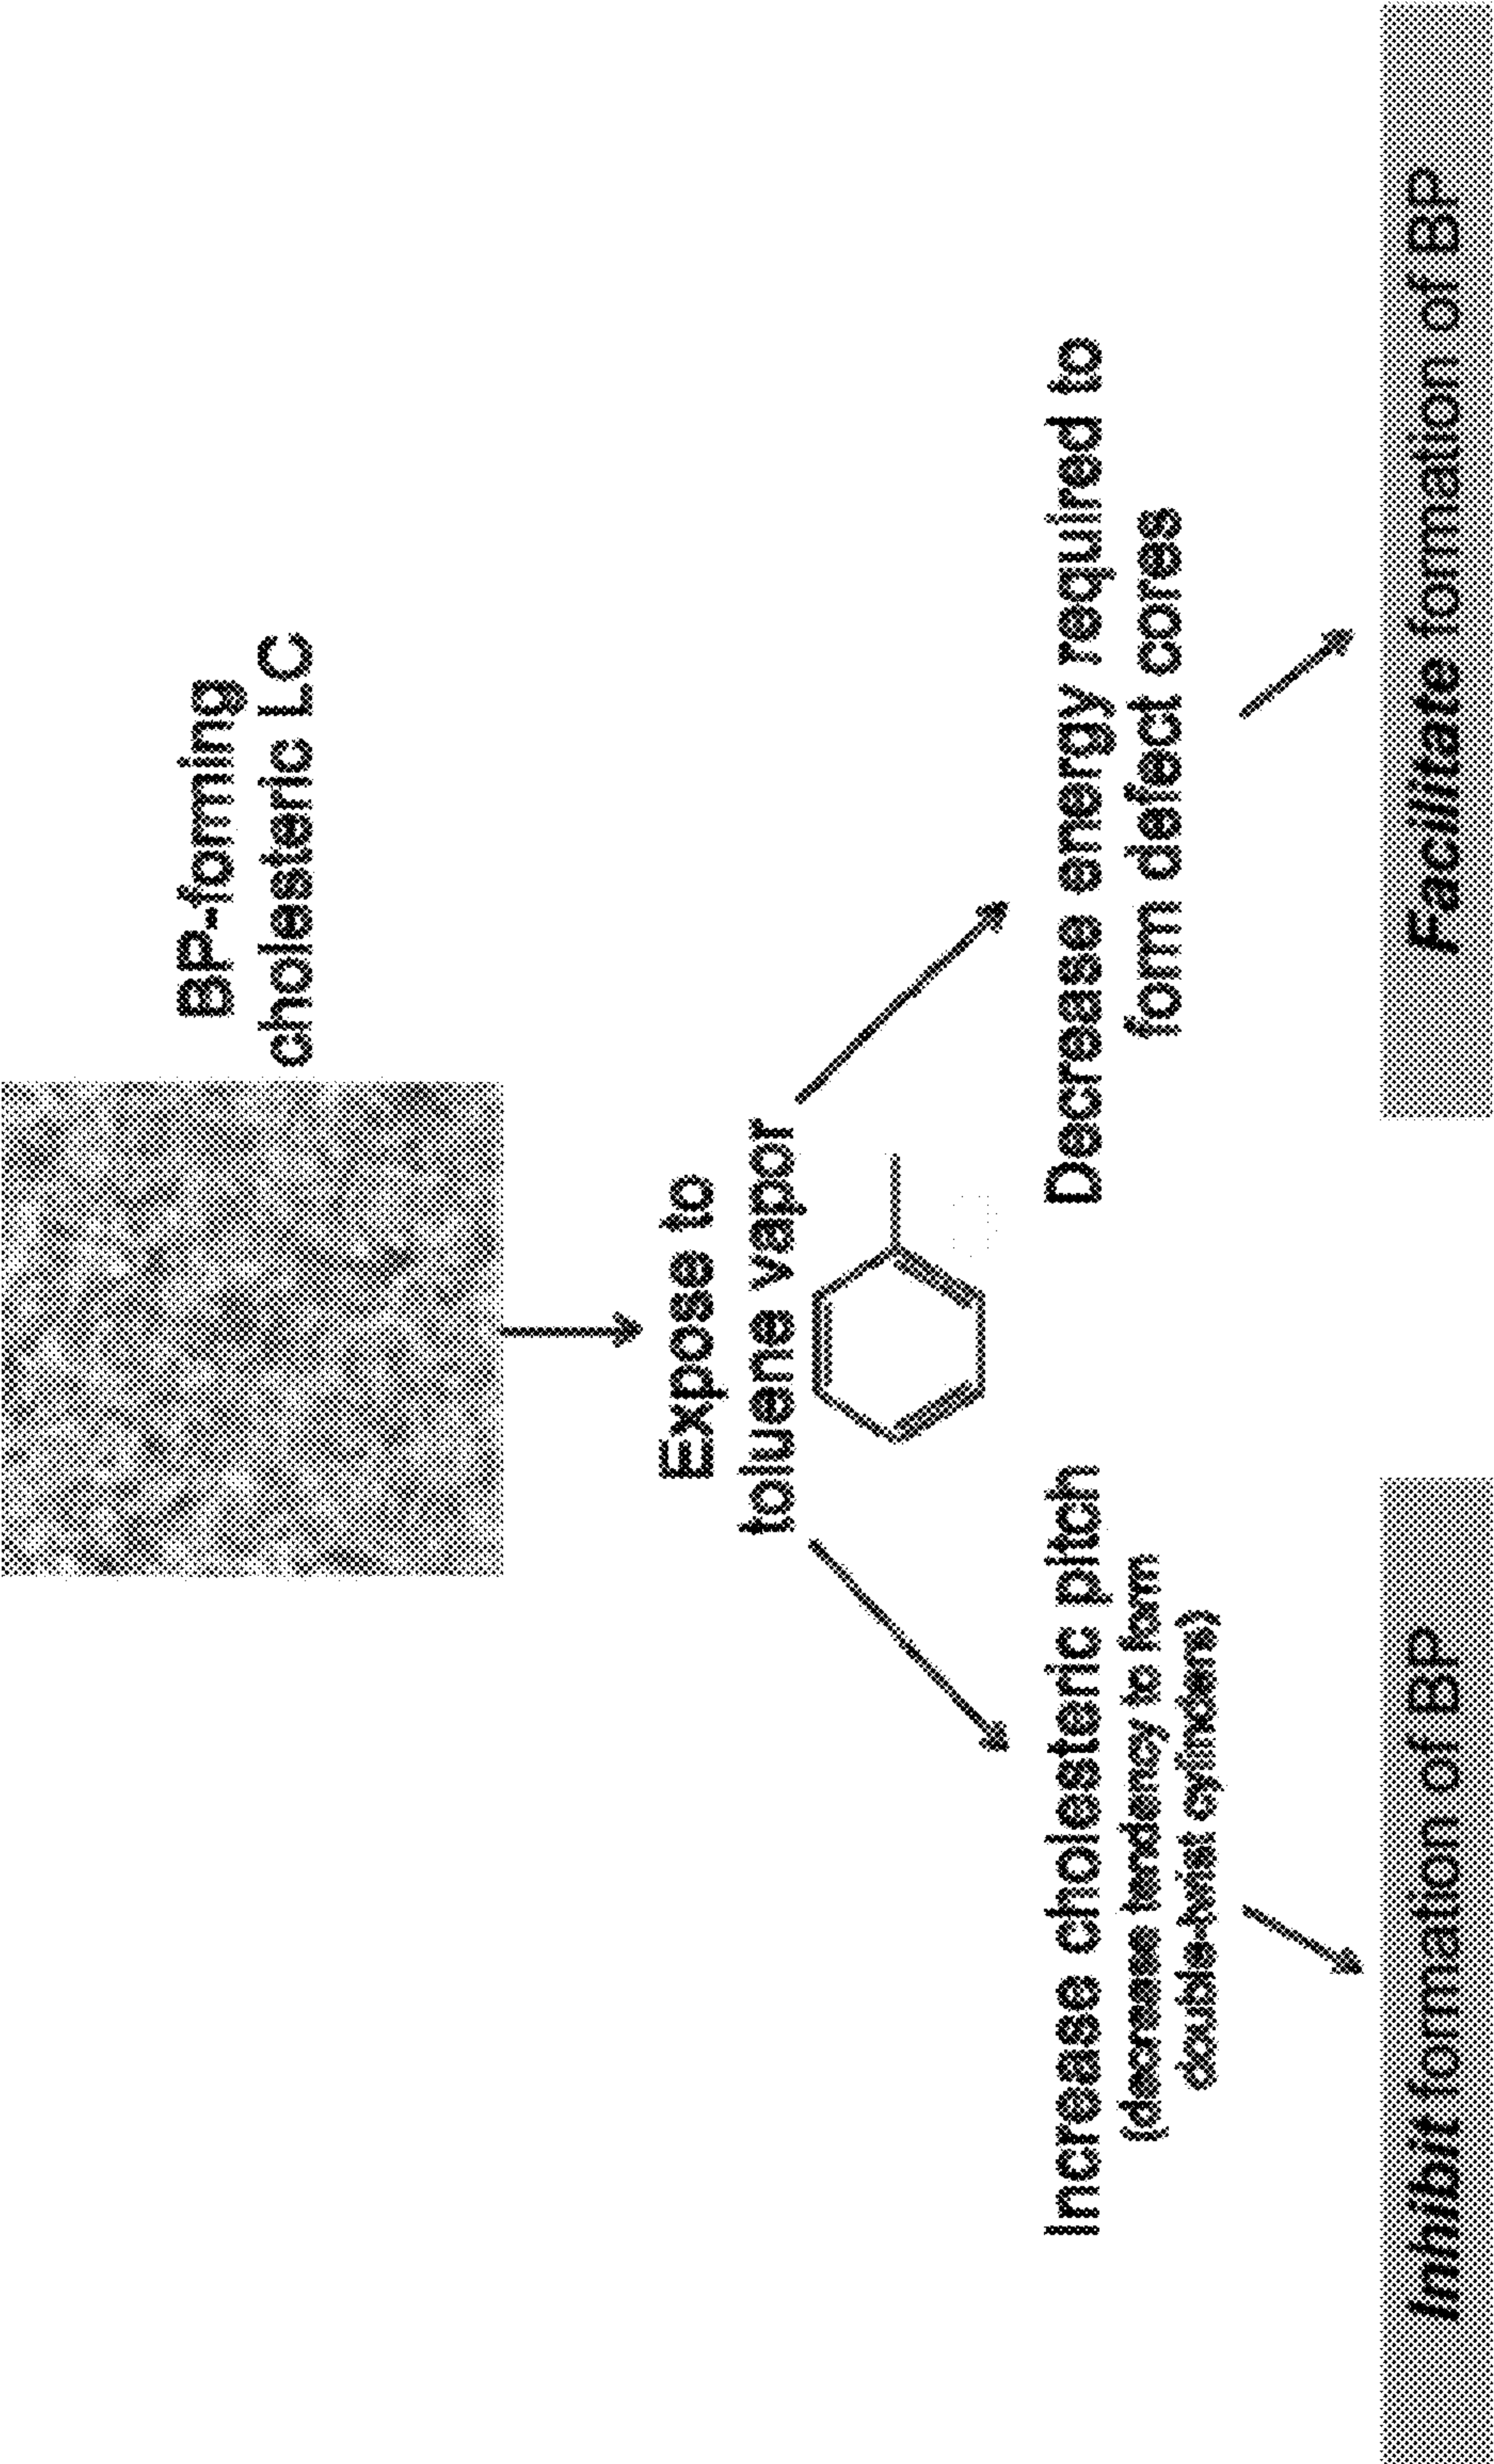 BP-forming
cholesteric LC
Expose to
toluene vapor
Increase cholesteric pitch
(decrease tendency to form
double-twist cylinders)
Decrease energy required to
form defect cores
Inhibit formation of BP
Facilitate formation of BP